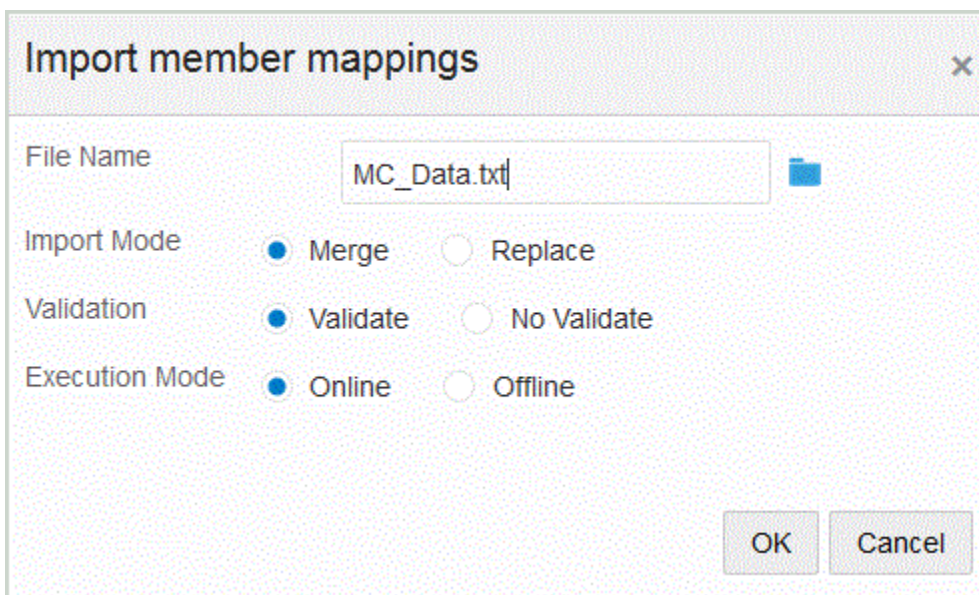 Import member mappings ×
File Name MC_Data.txt
Import Mode Merge Replace
Validation Validate No Validate
Execution Mode Online Offline
OK Cancel